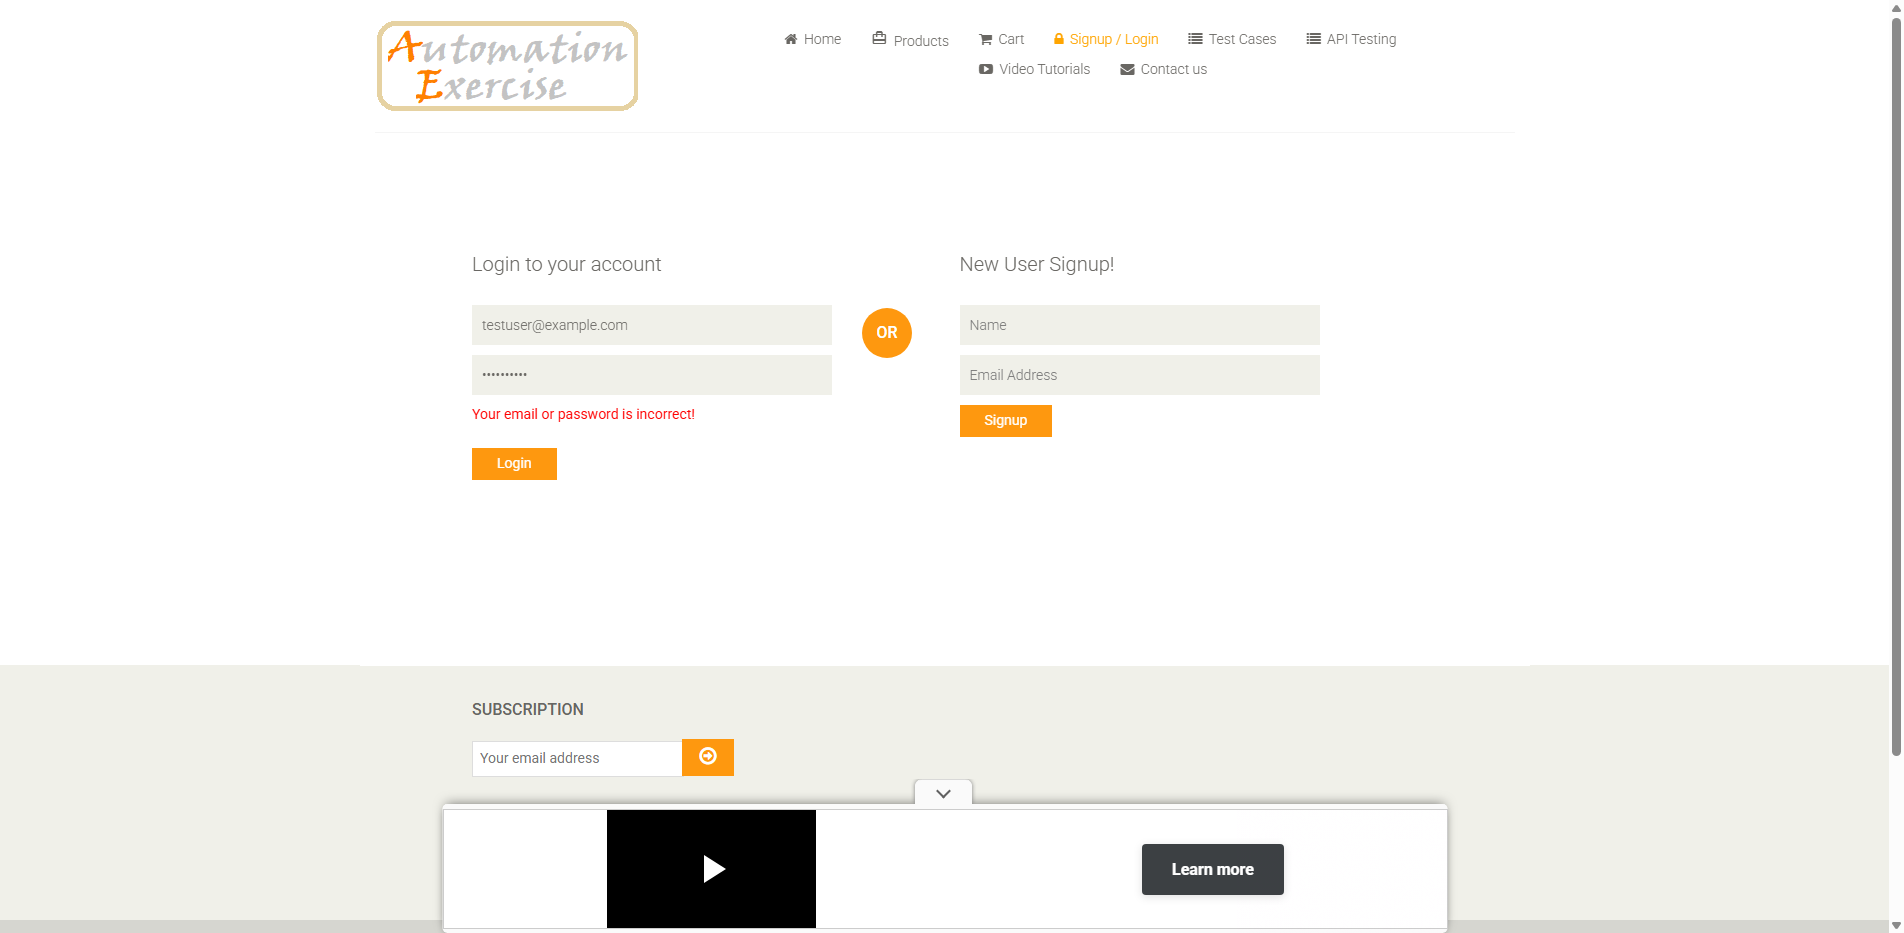 Automation
Exercise
Home Products Cart Signup / Login Test Cases API Testing
Video Tutorials Contact us
Login to your account
testuser@example.com
••••••••••
Your email or password is incorrect!
Login
OR
New User Signup!
Name
Email Address
Signup
SUBSCRIPTION
Your email address
Learn more